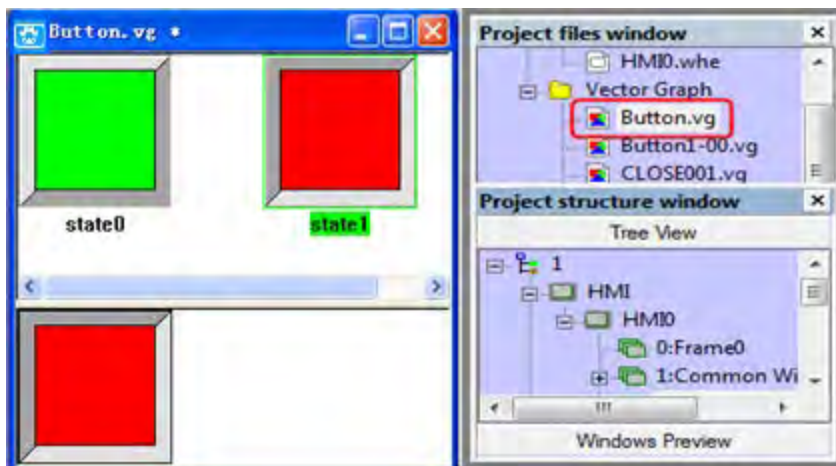 Button.vg *
state0
state1
Project files window
HMI0.whe
Vector Graph
Button.vg
Button1-00.vg
CLOSE001.vg
Project structure window
Tree View
1
HMI
HMI0
0:Frame0
1:Common Wi
Windows Preview